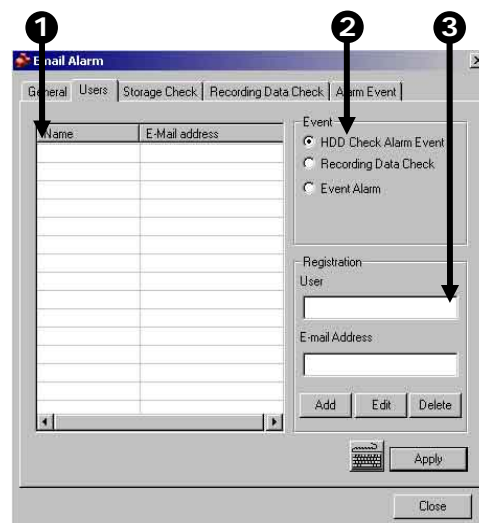 1 2 3
Email Alarm
General Users Storage Check Recording Data Check Alarm Event
Name E-Mail address
Event
HDD Check Alarm Event
Recording Data Check
Event Alarm
Registration
User
E-mail Address
Add Edit Delete
Apply
Close